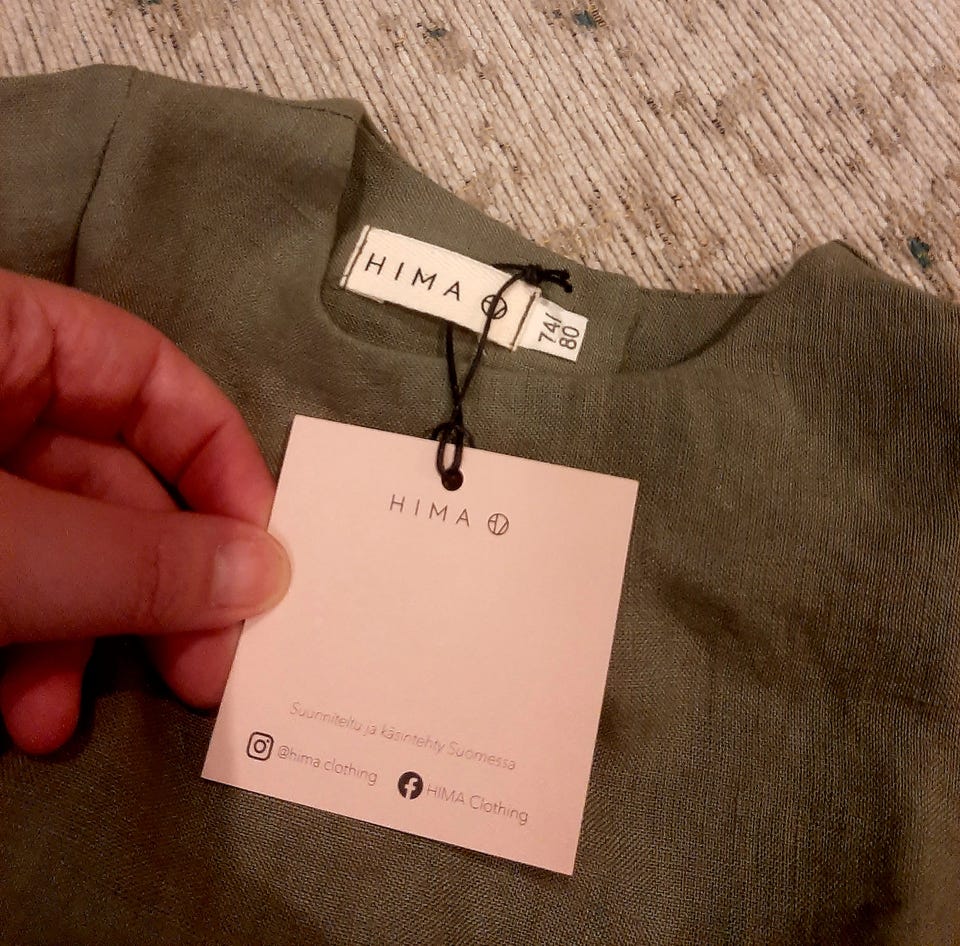 HIMA
74/
80
HIMA
Suunniteltu ja käsintehty Suomessa
@hima.clothing
HIMA Clothing